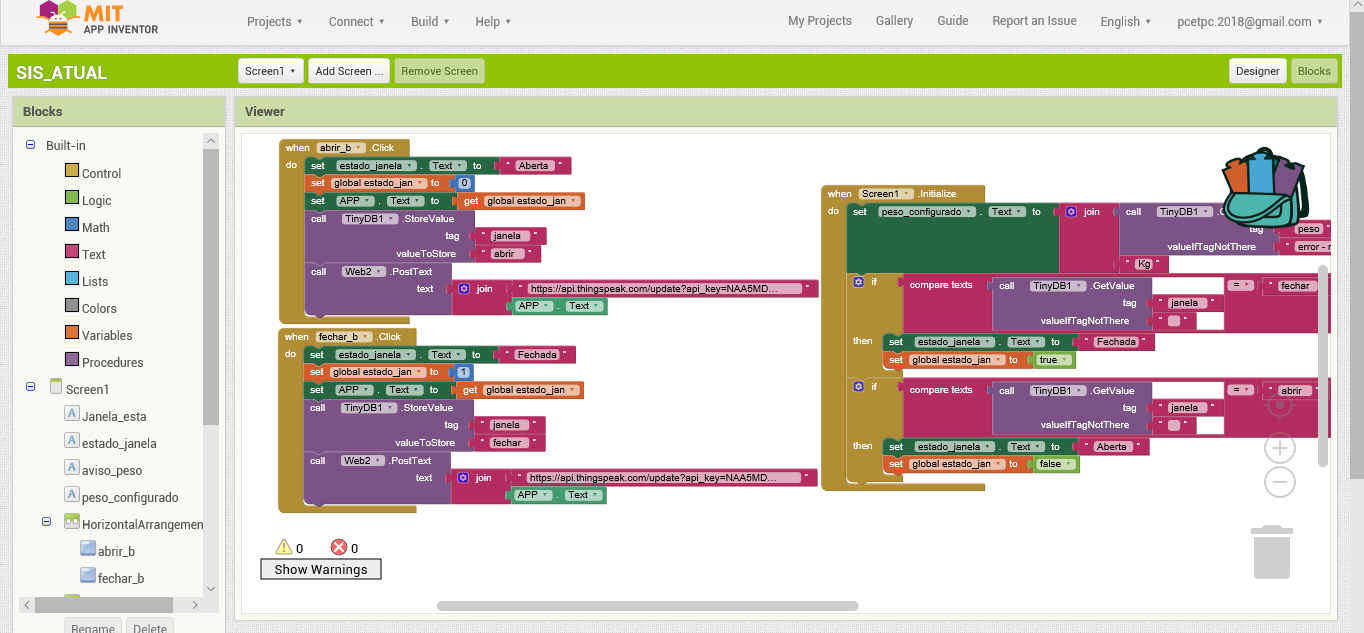 MIT
APP INVENTOR
Projects Connect Build Help
My Projects Gallery Guide Report an Issue English pcetpc.2018@gmail.com
SIS_ATUAL
Screen1 Add Screen ... Remove Screen
Designer Blocks
Blocks
Viewer
Built-in
Control
Logic
Math
Text
Lists
Colors
Variables
Procedures
Screen1
Janela_esta
estado_janela
aviso_peso
peso_configurado
HorizontalArrangemen
abrir_b
fechar_b
Rename Delete
when abrir_b .Click
do set estado_janela . Text to " Aberta "
set global estado_jan to 0
set APP . Text to get global estado_jan
call TinyDB1 .StoreValue
tag " janela "
valueToStore " abrir "
call Web2 .PostText
text join " https://api.thingspeak.com/update?api_key=NAA5MD... "
APP . Text
when fechar_b .Click
do set estado_janela . Text to " Fechada "
set global estado_jan to 1
set APP . Text to get global estado_jan
call TinyDB1 .StoreValue
tag " janela "
valueToStore " fechar "
call Web2 .PostText
text join " https://api.thingspeak.com/update?api_key=NAA5MD... "
APP . Text
when Screen1 .Initialize
do set peso_configurado . Text to join call TinyDB1
tag " peso
valueIfTagNotThere " error -
" Kg "
if compare texts call TinyDB1 .GetValue = " fechar
tag " janela "
valueIfTagNotThere " "
then set estado_janela . Text to " Fechada "
set global estado_jan to true
if compare texts call TinyDB1 .GetValue = " abrir "
tag " janela "
valueIfTagNotThere " "
then set estado_janela . Text to " Aberta "
set global estado_jan to false
0 0
Show Warnings